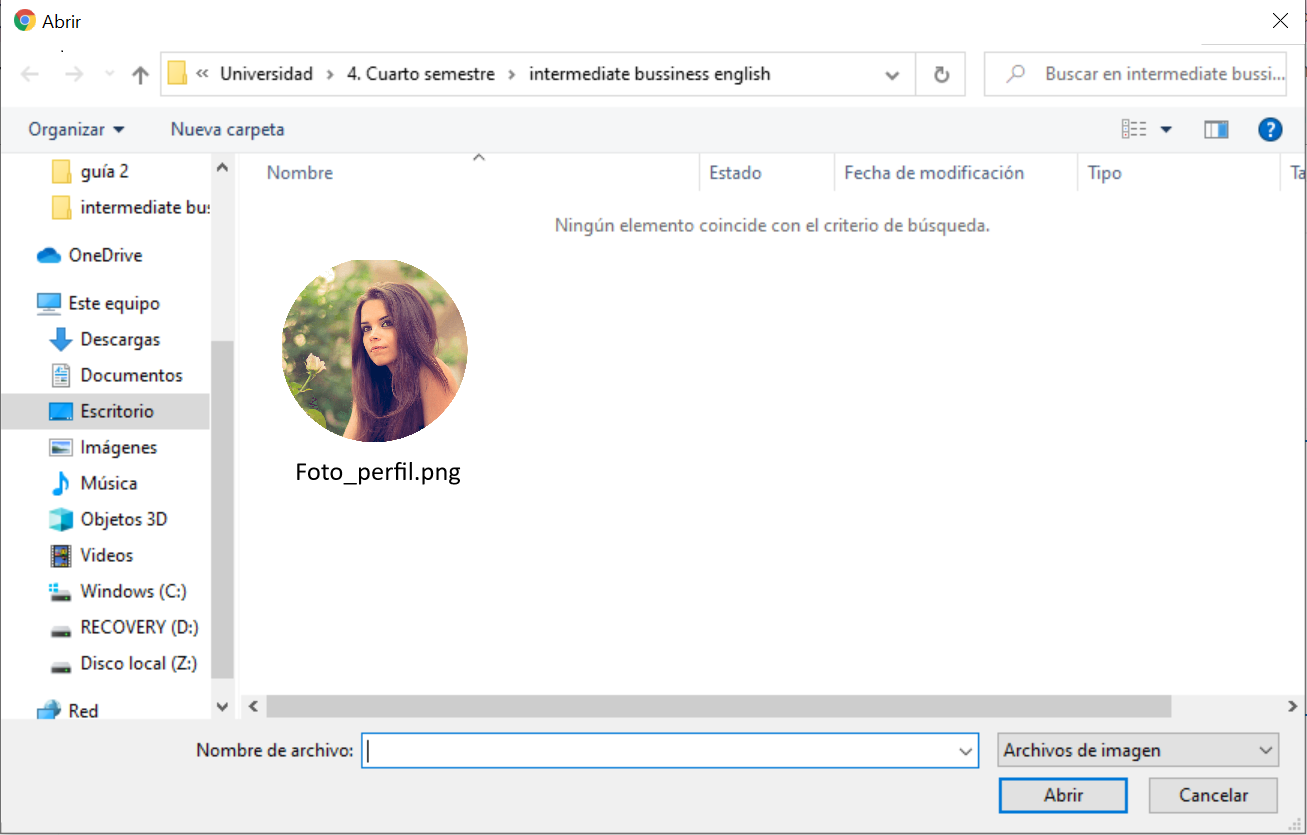 Abrir
« Universidad › 4. Cuarto semestre › intermediate bussiness english
Buscar en intermediate bussi...
Organizar
Nueva carpeta
guía 2
intermediate bus
OneDrive
Este equipo
Descargas
Documentos
Escritorio
Imágenes
Música
Objetos 3D
Videos
Windows (C:)
RECOVERY (D:)
Disco local (Z:)
Red
Nombre
Estado
Fecha de modificación
Tipo
Ta
Ningún elemento coincide con el criterio de búsqueda.
Foto_perfil.png
Nombre de archivo:
Archivos de imagen
Abrir
Cancelar